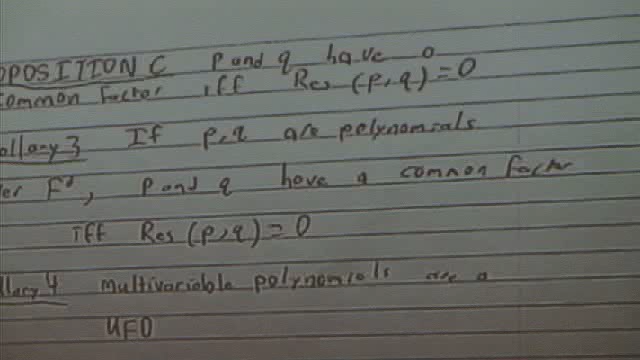 OPOSITION C P and q have a
common Factor iff Res (p,q)=0
ollary 3 If p,q are polynomials
er F², p and q have a common factor
iff Res (p,q)=0
llary 4 Multivariable polynomials are a
UFD